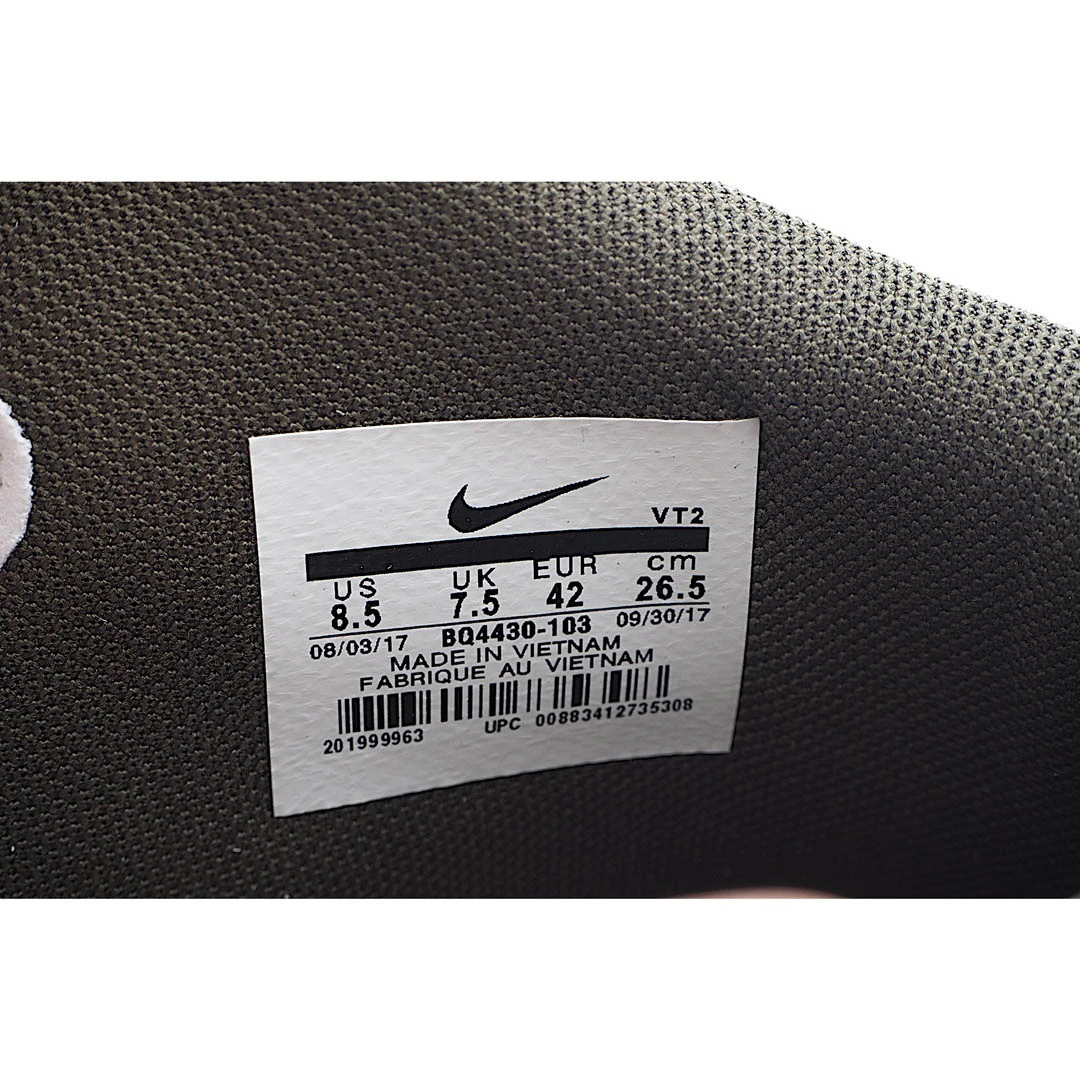 VT2
US UK EUR cm
8.5 7.5 42 26.5
08/03/17 BQ4430-103 09/30/17
MADE IN VIETNAM
FABRIQUE AU VIETNAM
201999963 UPC 00883412735308